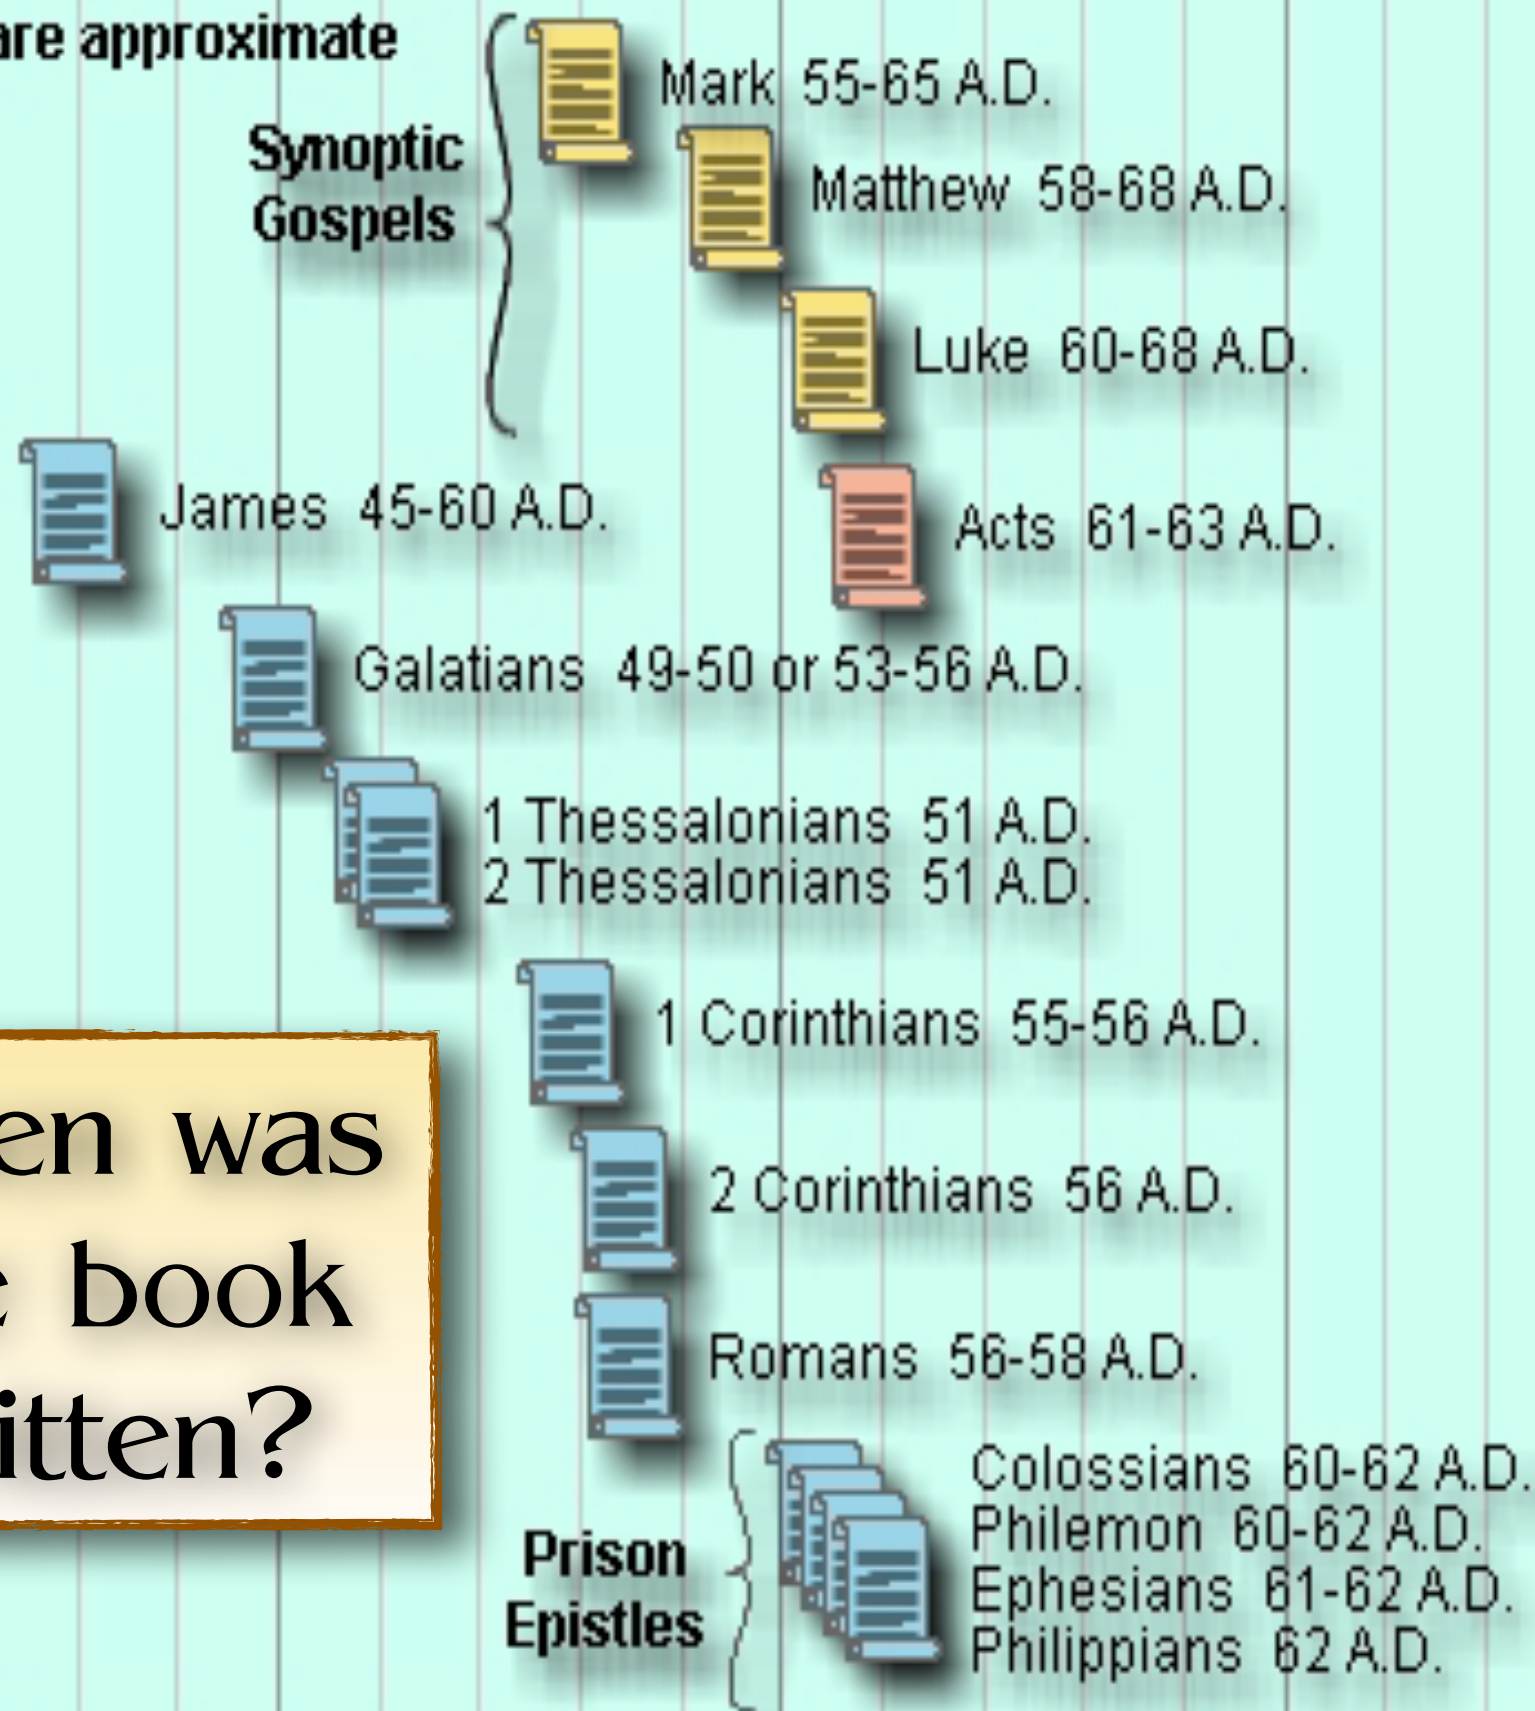 are approximate
Synoptic
Gospels
Mark 55-65 A.D.
Matthew 58-68 A.D.
Luke 60-68 A.D.
Acts 61-63 A.D.
James 45-60 A.D.
Galatians 49-50 or 53-56 A.D.
1 Thessalonians 51 A.D.
2 Thessalonians 51 A.D.
1 Corinthians 55-56 A.D.
2 Corinthians 56 A.D.
Romans 56-58 A.D.
en was
book
itten?
Prison
Epistles
Colossians 60-62 A.D.
Philemon 60-62 A.D.
Ephesians 61-62 A.D.
Philippians 62 A.D.